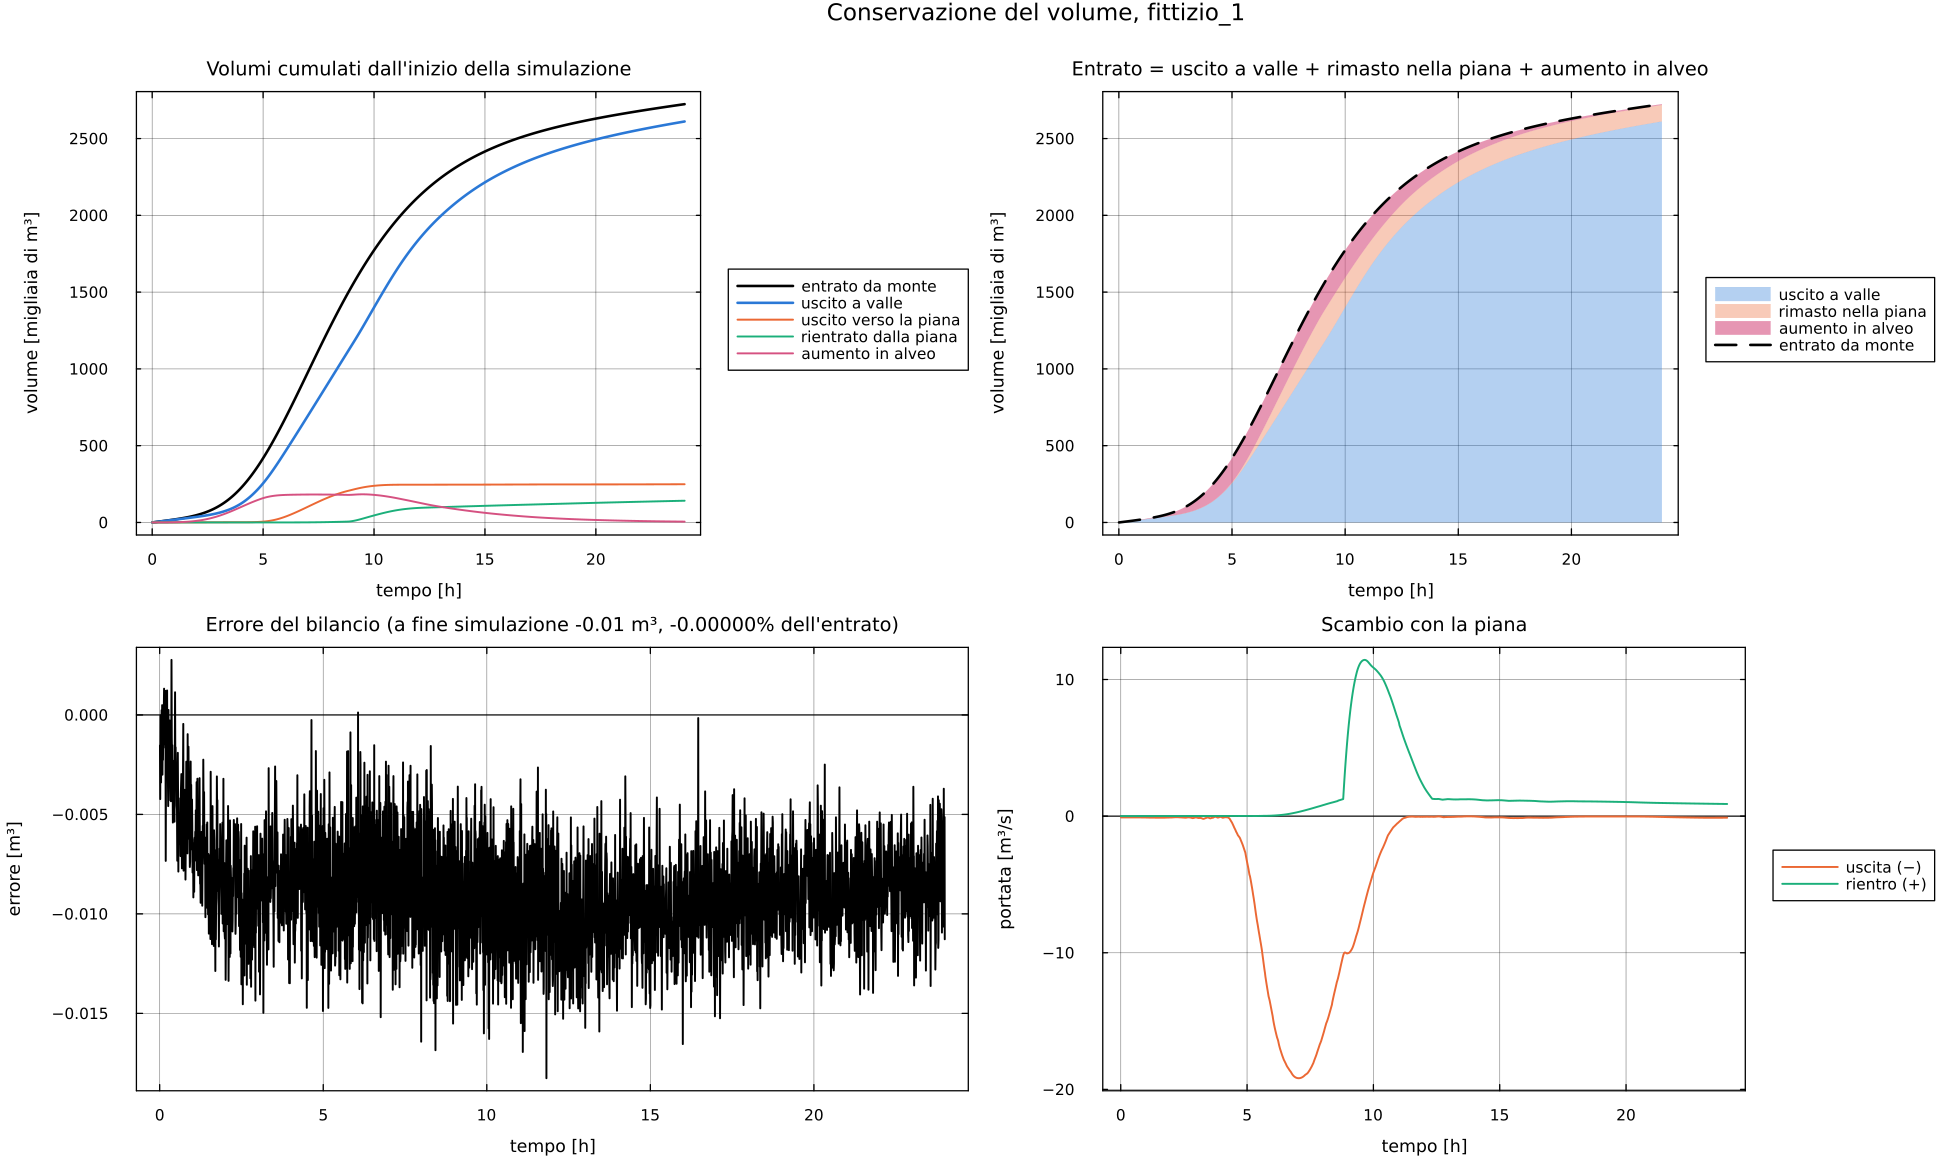 Conservazione del volume, fittizio_1
Volumi cumulati dall'inizio della simulazione
volume [migliaia di m³]
2500
2000
1500
1000
500
0
0 5 10 15 20
tempo [h]
entrato da monte
uscito a valle
uscito verso la piana
rientrato dalla piana
aumento in alveo
Entrato = uscito a valle + rimasto nella piana + aumento in alveo
volume [migliaia di m³]
2500
2000
1500
1000
500
0
0 5 10 15 20
tempo [h]
uscito a valle
rimasto nella piana
aumento in alveo
entrato da monte
Errore del bilancio (a fine simulazione -0.01 m³, -0.00000% dell'entrato)
errore [m³]
0.000
−0.005
−0.010
−0.015
0 5 10 15 20
tempo [h]
Scambio con la piana
portata [m³/s]
10
0
−10
−20
0 5 10 15 20
tempo [h]
uscita (−)
rientro (+)